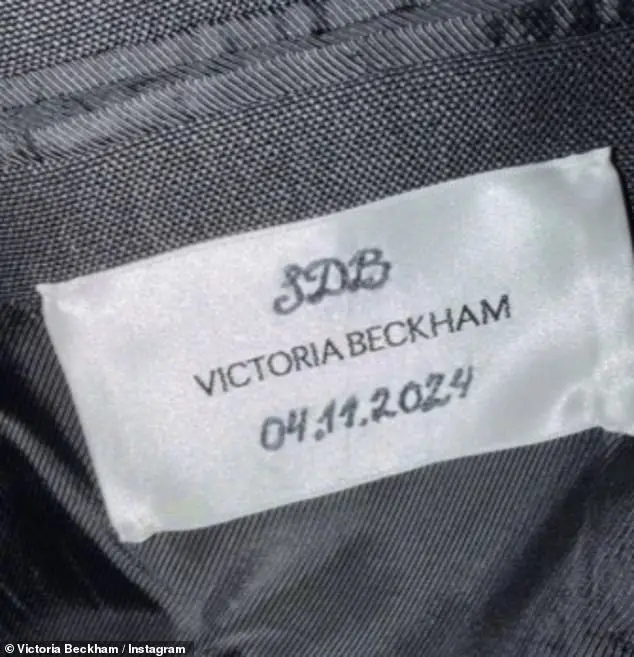 SDB
VICTORIA BECKHAM
04.11.2024
© Victoria Beckham / Instagram